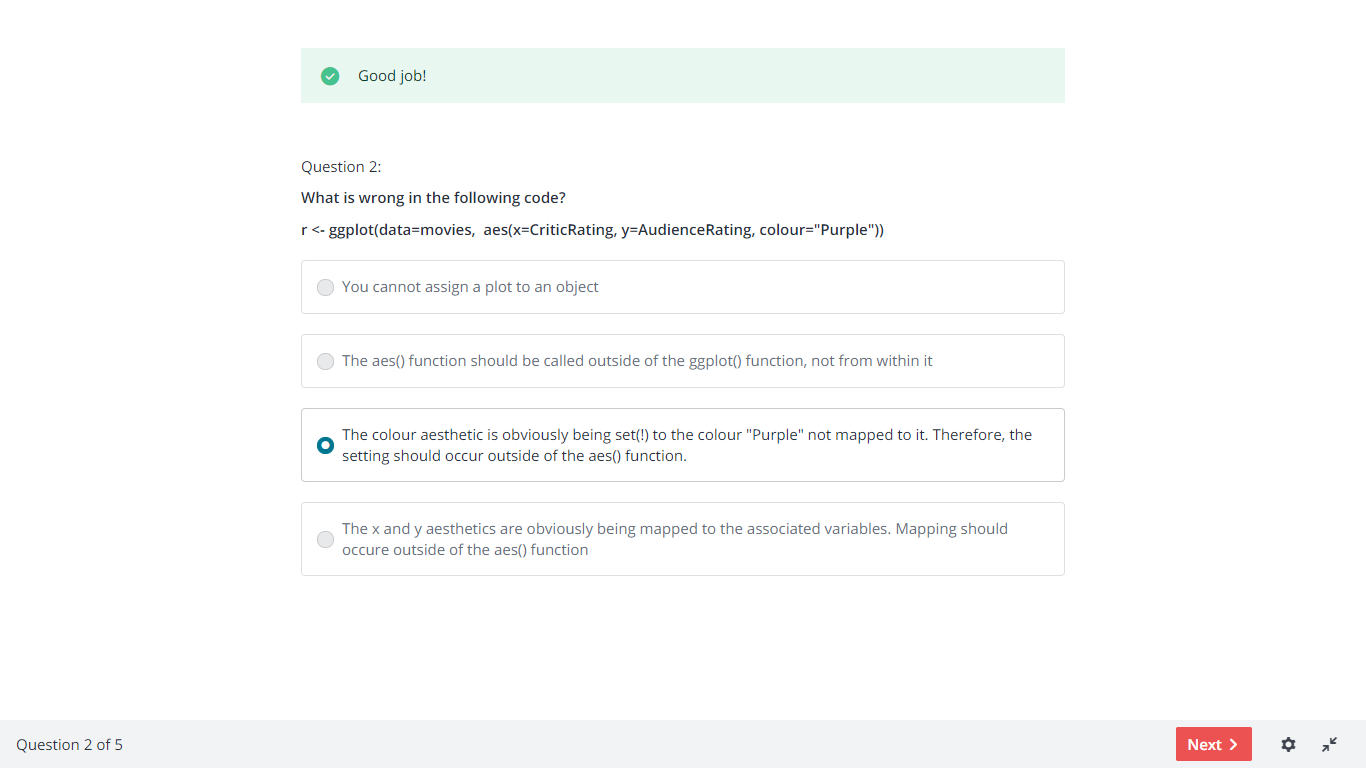 Good job!
Question 2:
What is wrong in the following code?
r <- ggplot(data=movies,  aes(x=CriticRating, y=AudienceRating, colour="Purple"))
You cannot assign a plot to an object
The aes() function should be called outside of the ggplot() function, not from within it
The colour aesthetic is obviously being set(!) to the colour "Purple" not mapped to it. Therefore, the
setting should occur outside of the aes() function.
The x and y aesthetics are obviously being mapped to the associated variables. Mapping should
occure outside of the aes() function
Question 2 of 5
Next